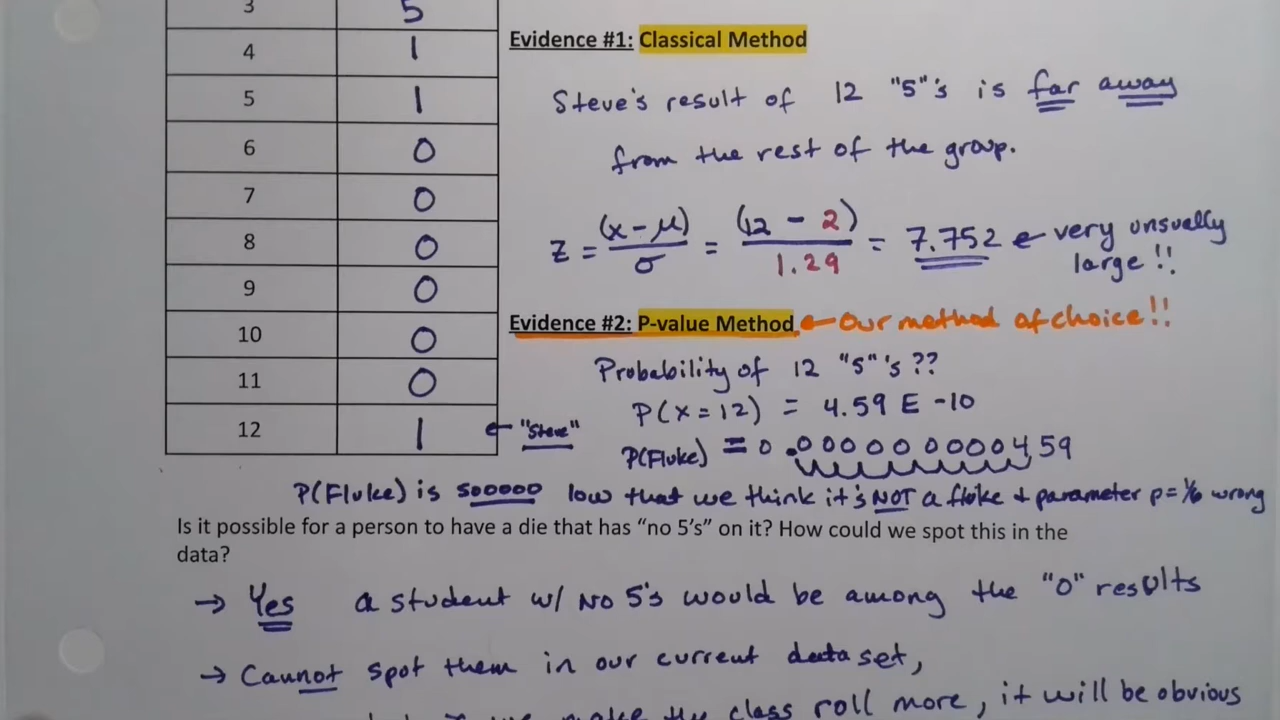 3 5
Evidence #1: Classical Method
4 1
Steve's result of 12 "5"'s is far away
5 1
from the rest of the group.
6 0
7 0
z = (x - μ) / σ = (12 - 2) / 1.29 = 7.752 ← very unsually
large!!
8 0
9 0
Evidence #2: P-value Method ← Our method of choice!!
10 0
Probability of 12 "5"'s??
11 0
P(x = 12) = 4.59 E -10
12 1 ← "Steve"
P(Fluke) = 0.000000000459
P(Fluke) is sooooo low that we think it's NOT a fluke + parameter p = 1/6 wrong
Is it possible for a person to have a die that has "no 5's" on it? How could we spot this in the
data?
→ Yes a student w/ No 5's would be among the "0" results
→ Cannot spot them in our current data set,
we make the class roll more, it will be obvious